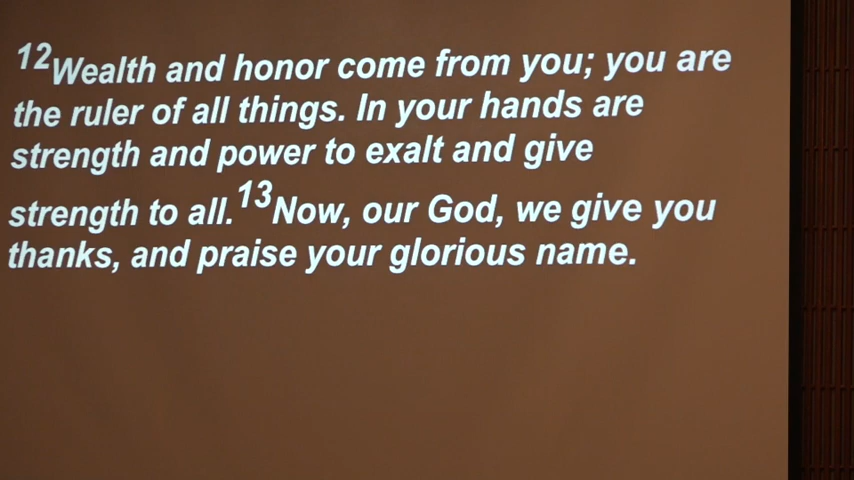 12Wealth and honor come from you; you are
the ruler of all things. In your hands are
strength and power to exalt and give
strength to all.13Now, our God, we give you
thanks, and praise your glorious name.